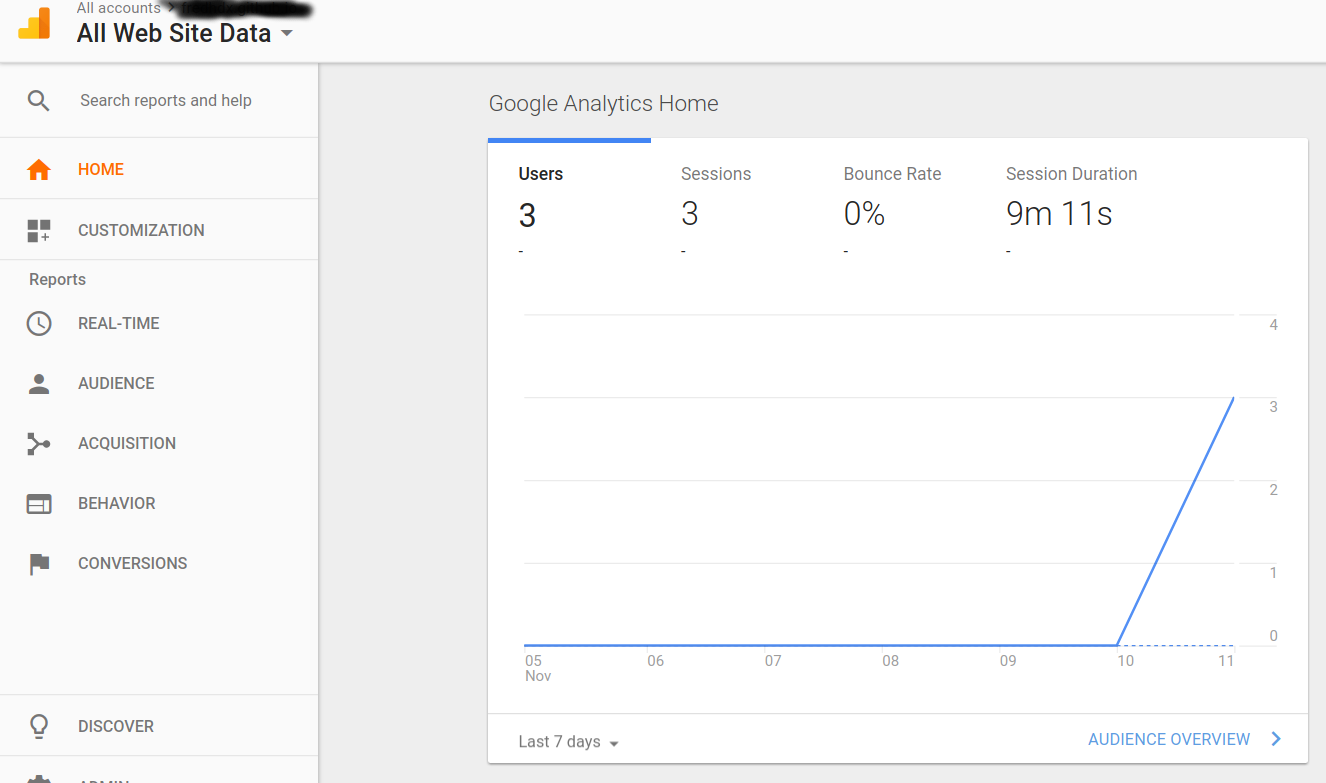 All accounts >
All Web Site Data
Search reports and help
HOME
CUSTOMIZATION
Reports
REAL-TIME
AUDIENCE
ACQUISITION
BEHAVIOR
CONVERSIONS
DISCOVER
ADMIN
Google Analytics Home
Users Sessions Bounce Rate Session Duration
3 3 0% 9m 11s
- - - -
4
3
2
1
0
05 06 07 08 09 10 11
Nov
Last 7 days
AUDIENCE OVERVIEW